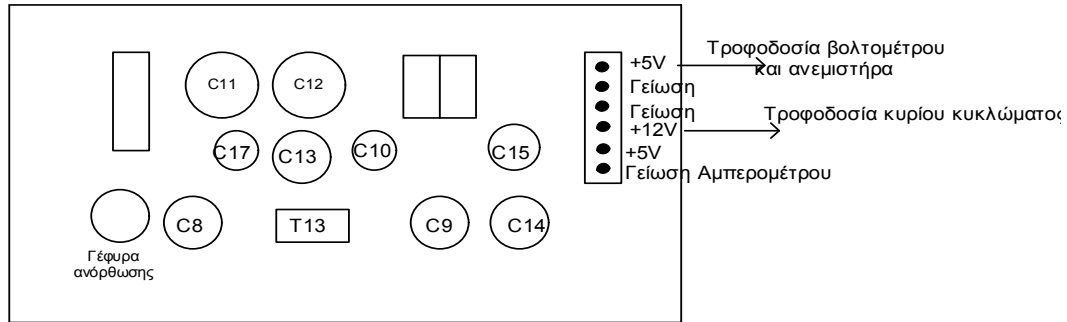 C11
C12
C17
C13
C10
C15
C8
T13
C9
C14
Γέφυρα
ανόρθωσης
+5V
Γείωση
Γείωση
+12V
+5V
Γείωση Αμπερομέτρου
Τροφοδοσία βολτομέτρου
και ανεμιστήρα
Τροφοδοσία κυρίου κυκλώματος